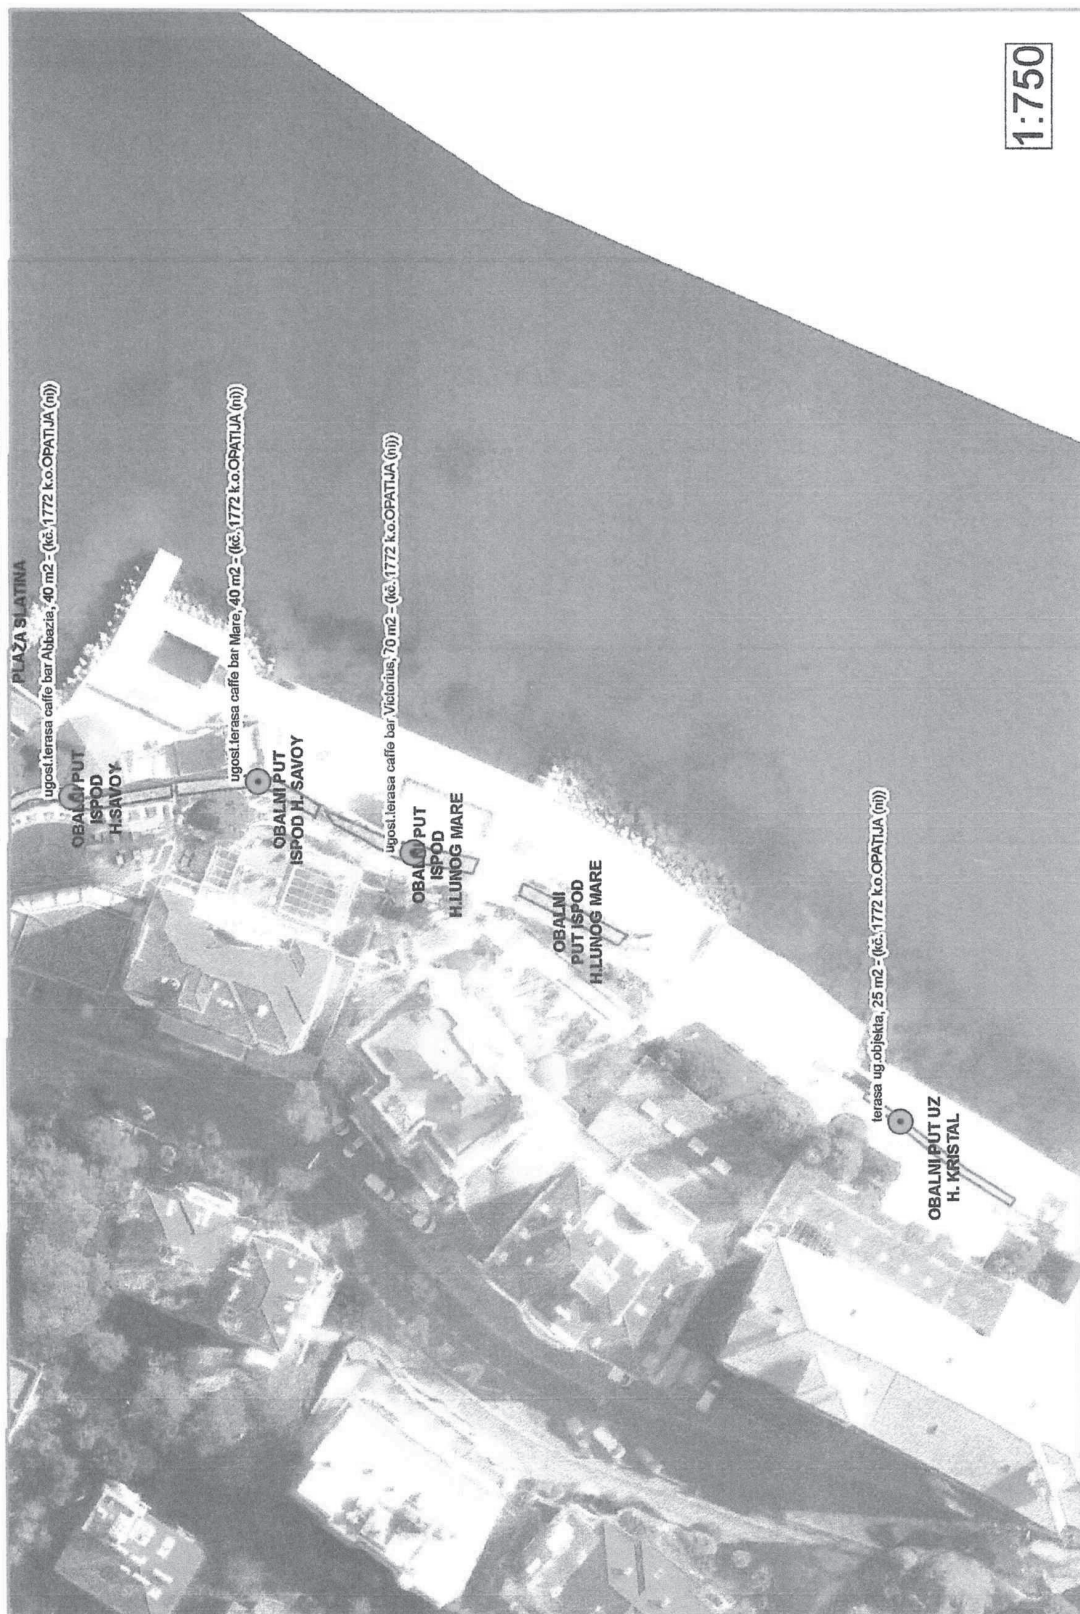 PLAŽA SLATINA
ugost.terasa caffe bar Abbazia, 40 m2 - (kč. 1772 k.o.OPATIJA (ni))
OBALNI PUT
ISPOD
H.SAVOY
ugost.terasa caffe bar Mare, 40 m2 - (kč. 1772 k.o.OPATIJA (ni))
OBALNI PUT
ISPOD H. SAVOY
ugost.terasa caffe bar Victorius, 70 m2 - (kč. 1772 k.o.OPATIJA (ni))
OBALNI PUT
ISPOD
H.LUNOG MARE
OBALNI
PUT ISPOD
H.LUNOG MARE
terasa ug.objekta, 25 m2 - (kč. 1772 k.o.OPATIJA (ni))
OBALNI PUT UZ
H. KRISTAL
1:750